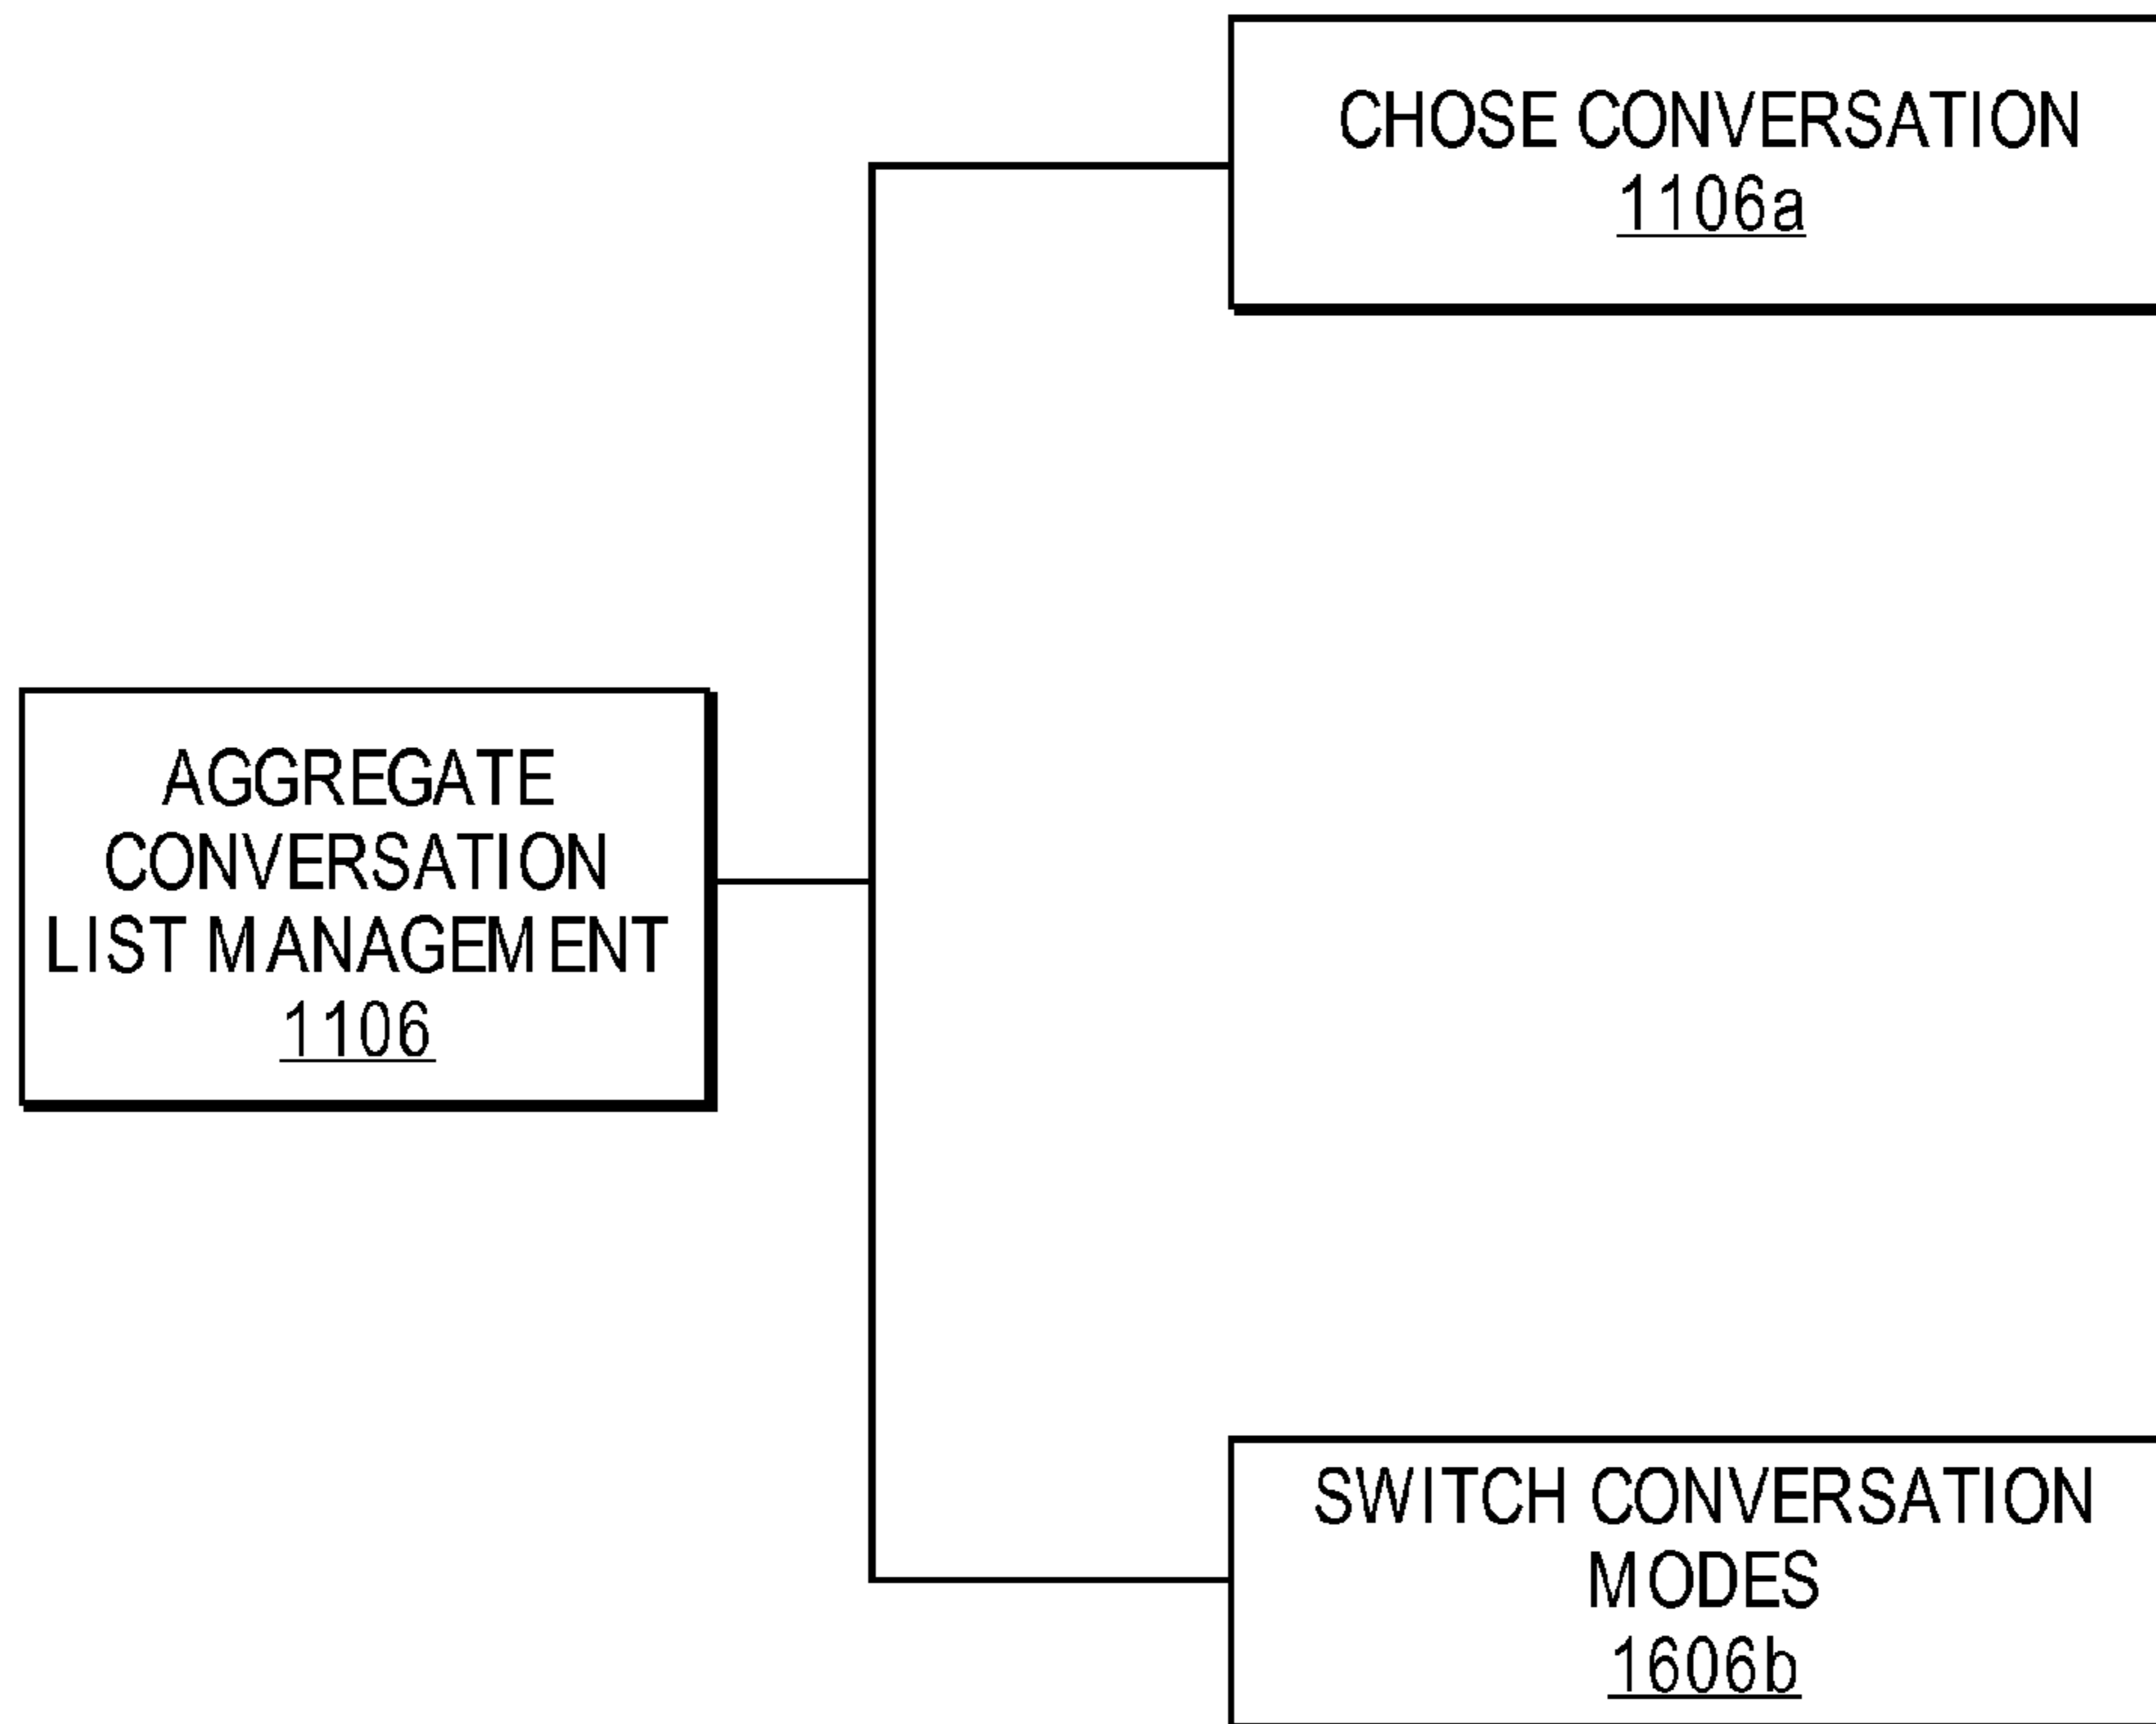 CHOSE CONVERSATION
1106a
AGGREGATE
CONVERSATION
LIST MANAGEMENT
1106
SWITCH CONVERSATION
MODES
1606b